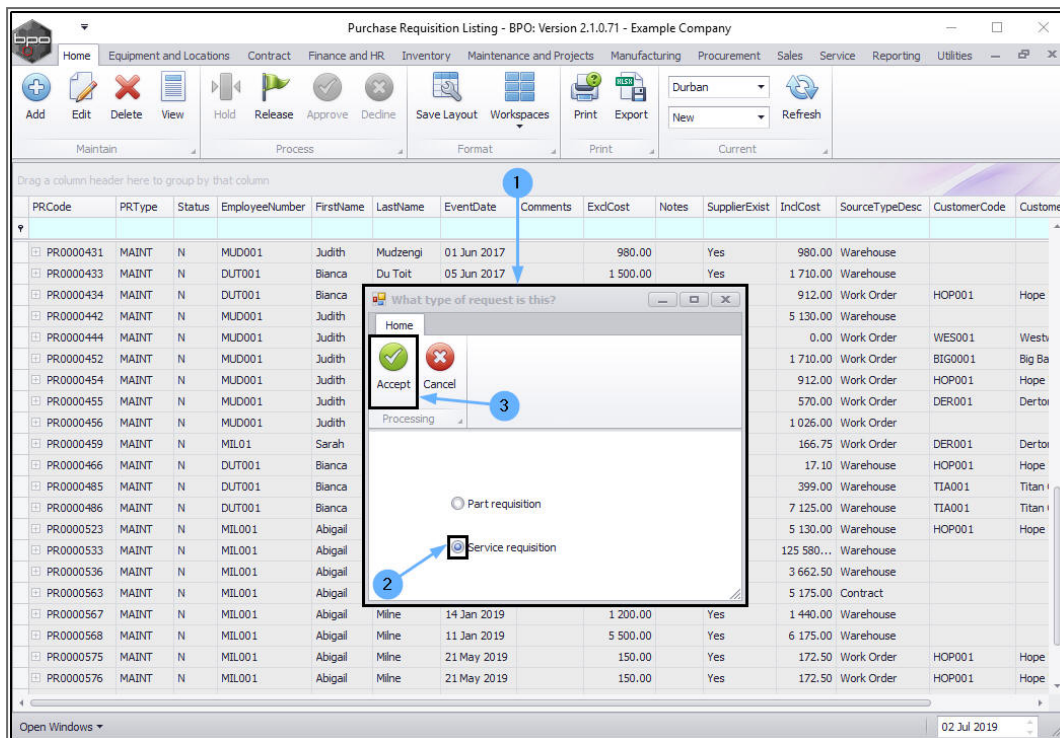 Purchase Requisition Listing - BPO: Version 2.1.0.71 - Example Company
bpo
Home Equipment and Locations Contract Finance and HR Inventory Maintenance and Projects Manufacturing Procurement Sales Service Reporting Utilities
Add Edit Delete View Hold Release Approve Decline Save Layout Workspaces Print Export Durban New Refresh
Maintain Process Format Print Current
Drag a column header here to group by that column
1
PRCode PRType Status EmployeeNumber FirstName LastName EventDate Comments ExclCost Notes SupplierExist InclCost SourceTypeDesc CustomerCode Custome
PR0000431 MAINT N MUD001 Judith Mudzengi 01 Jun 2017 980.00 Yes 980.00 Warehouse
PR0000433 MAINT N DUT001 Bianca Du Toit 05 Jun 2017 1 500.00 Yes 1 710.00 Warehouse
PR0000434 MAINT N DUT001 Bianca 912.00 Work Order HOP001 Hope
PR0000442 MAINT N MUD001 Judith 5 130.00 Warehouse
PR0000444 MAINT N MUD001 Judith 0.00 Work Order WES001 Westv
PR0000452 MAINT N MUD001 Judith 1 710.00 Work Order BIG0001 Big Ba
PR0000454 MAINT N MUD001 Judith 912.00 Work Order HOP001 Hope
PR0000455 MAINT N MUD001 Judith 570.00 Work Order DER001 Derto
PR0000456 MAINT N MUD001 Judith 1 026.00 Work Order
PR0000459 MAINT N MIL01 Sarah 166.75 Work Order DER001 Derto
PR0000466 MAINT N DUT001 Bianca 17.10 Warehouse HOP001 Hope
PR0000485 MAINT N DUT001 Bianca 399.00 Warehouse TIA001 Titan
PR0000486 MAINT N DUT001 Bianca 7 125.00 Warehouse TIA001 Titan
PR0000523 MAINT N MIL001 Abigail 5 130.00 Warehouse HOP001 Hope
PR0000533 MAINT N MIL001 Abigail 125 580... Warehouse
PR0000536 MAINT N MIL001 Abigail 3 662.50 Warehouse
PR0000563 MAINT N MIL001 Abigail 5 175.00 Contract
PR0000567 MAINT N MIL001 Abigail Milne 14 Jan 2019 1 200.00 Yes 1 440.00 Warehouse
PR0000568 MAINT N MIL001 Abigail Milne 11 Jan 2019 5 500.00 Yes 6 175.00 Warehouse
PR0000575 MAINT N MIL001 Abigail Milne 21 May 2019 150.00 Yes 172.50 Work Order HOP001 Hope
PR0000576 MAINT N MIL001 Abigail Milne 21 May 2019 150.00 Yes 172.50 Work Order HOP001 Hope
What type of request is this?
Home
Accept Cancel
3
Processing
Part requisition
Service requisition
2
Open Windows
02 Jul 2019